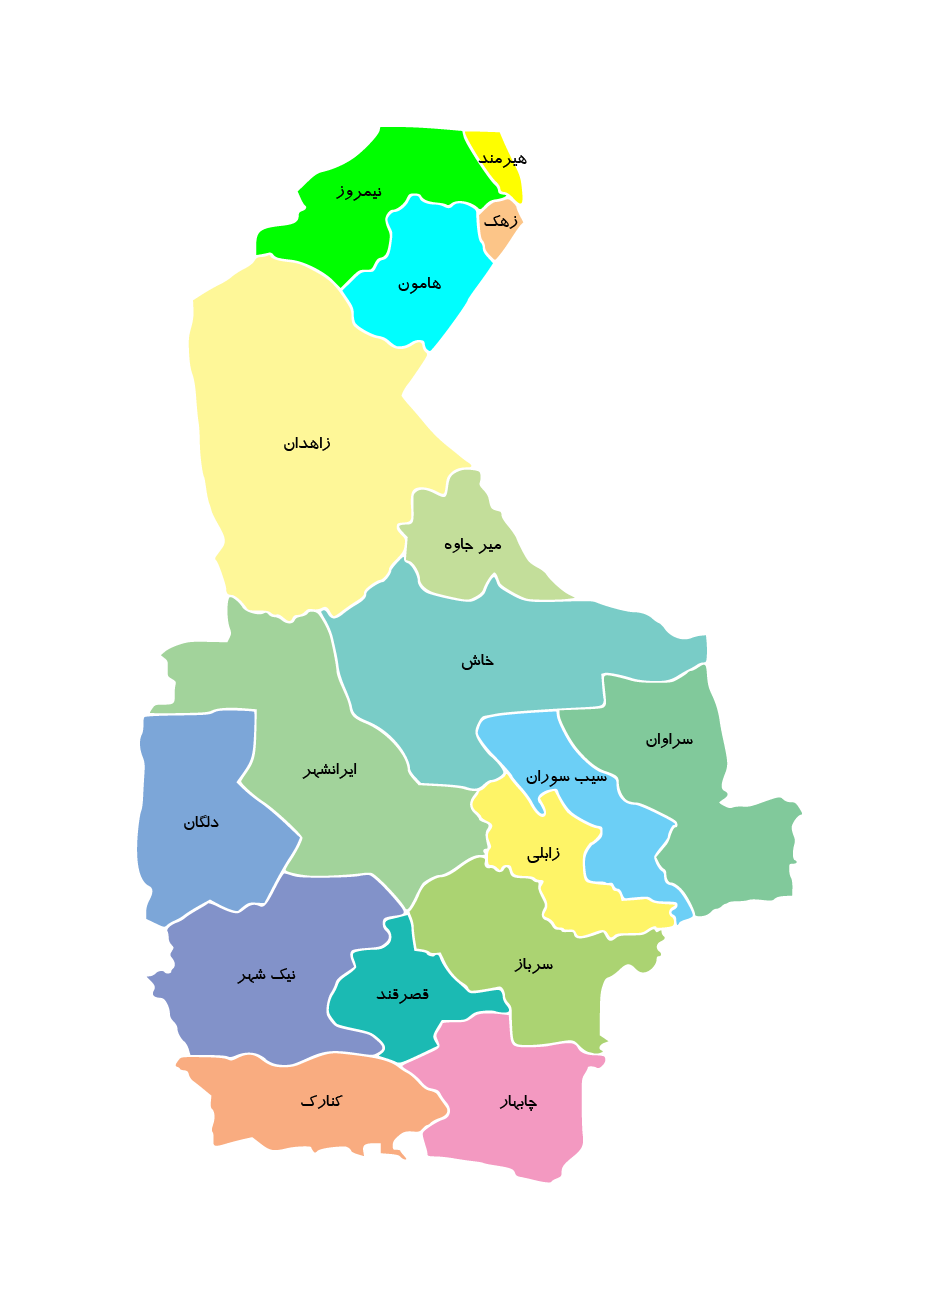 هیرمند
نیمروز
زهک
هامون
زاهدان
میر جاوه
خاش
سراوان
ایرانشهر
سیب سوران
دلگان
زابلی
سرباز
نیک شهر
قصرقند
کنارک
چابهار